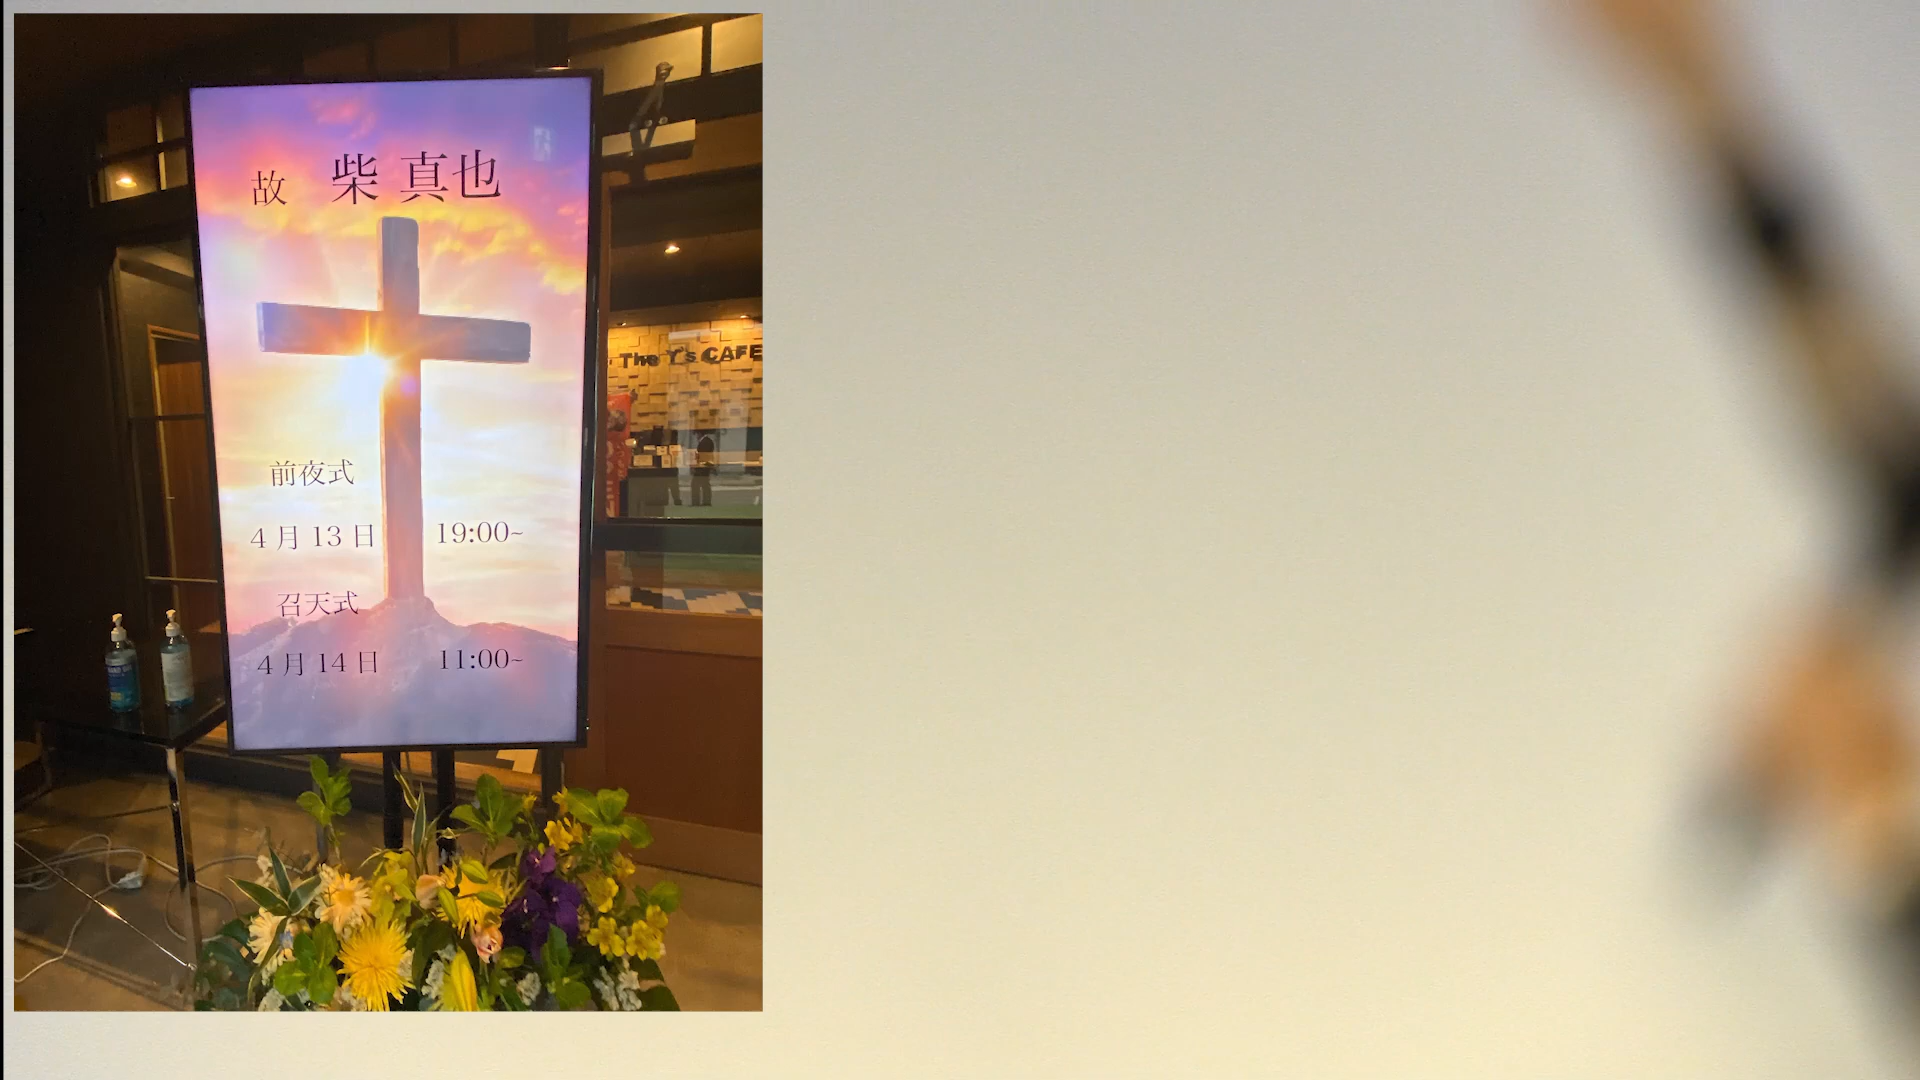 故 柴 真也
前夜式
4月13日 19:00~
召天式
4月14日 11:00~
The Y's CAFE